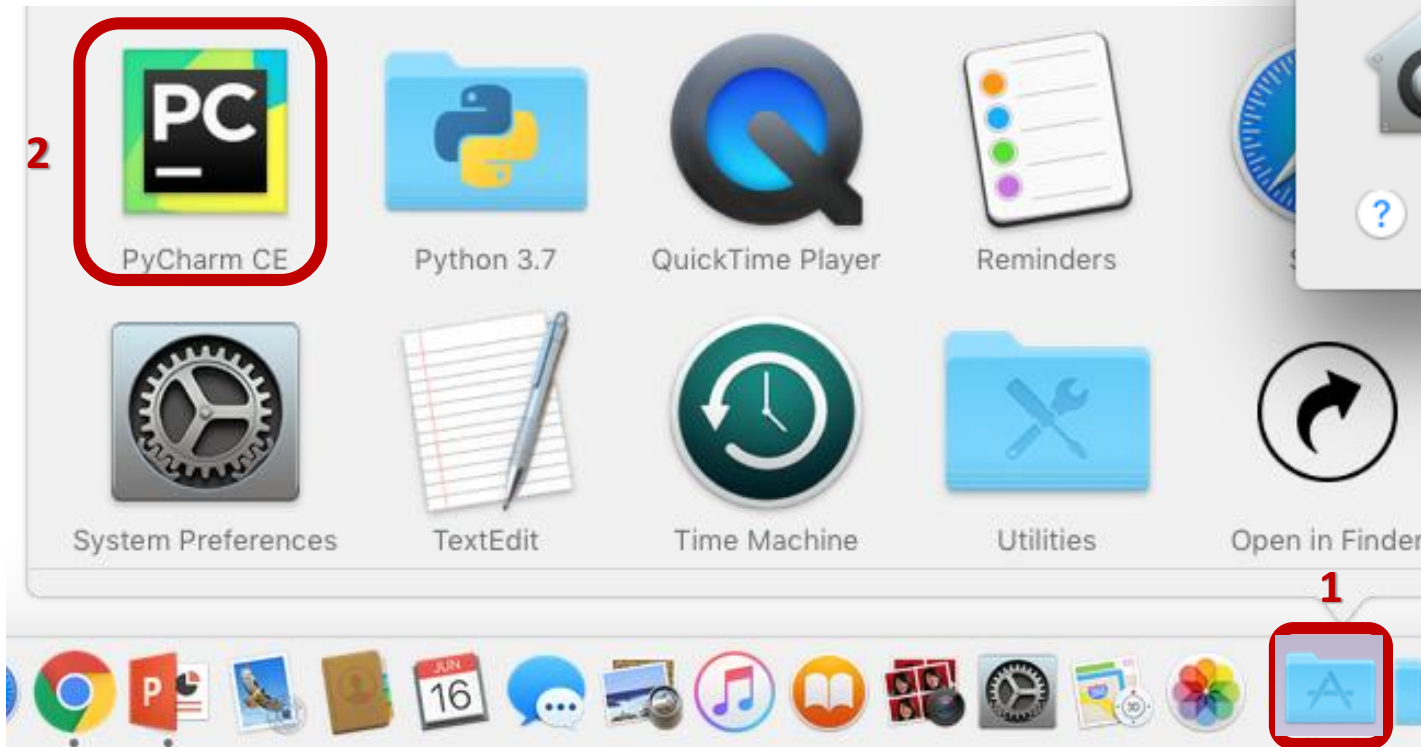 PC
2
PyCharm CE
Python 3.7
QuickTime Player
Reminders
S
?
System Preferences
TextEdit
Time Machine
Utilities
Open in Finder
1
P
JUN
16